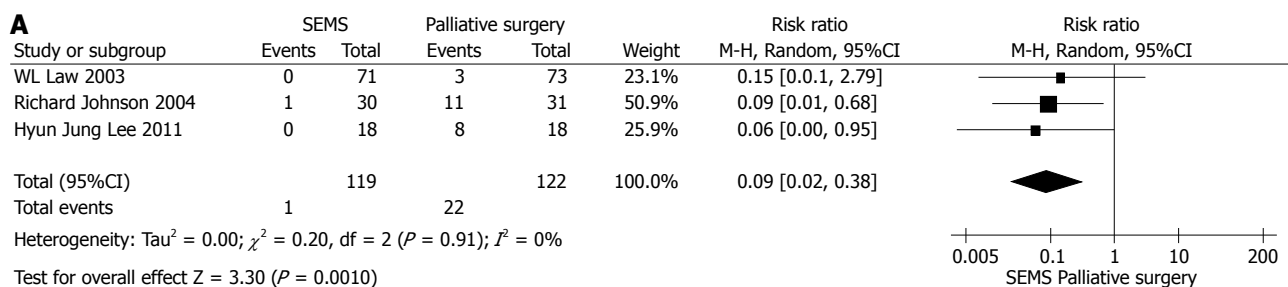 A
SEMS Palliative surgery Risk ratio Risk ratio
Study or subgroup Events Total Events Total Weight M-H, Random, 95%CI M-H, Random, 95%CI
WL Law 2003 0 71 3 73 23.1% 0.15 [0.0.1, 2.79]
Richard Johnson 2004 1 30 11 31 50.9% 0.09 [0.01, 0.68]
Hyun Jung Lee 2011 0 18 8 18 25.9% 0.06 [0.00, 0.95]
Total (95%CI) 119 122 100.0% 0.09 [0.02, 0.38]
Total events 1 22
Heterogeneity: Tau² = 0.00; χ² = 0.20, df = 2 (P = 0.91); I² = 0%
Test for overall effect Z = 3.30 (P = 0.0010)
0.005 0.1 1 10 200
SEMS Palliative surgery